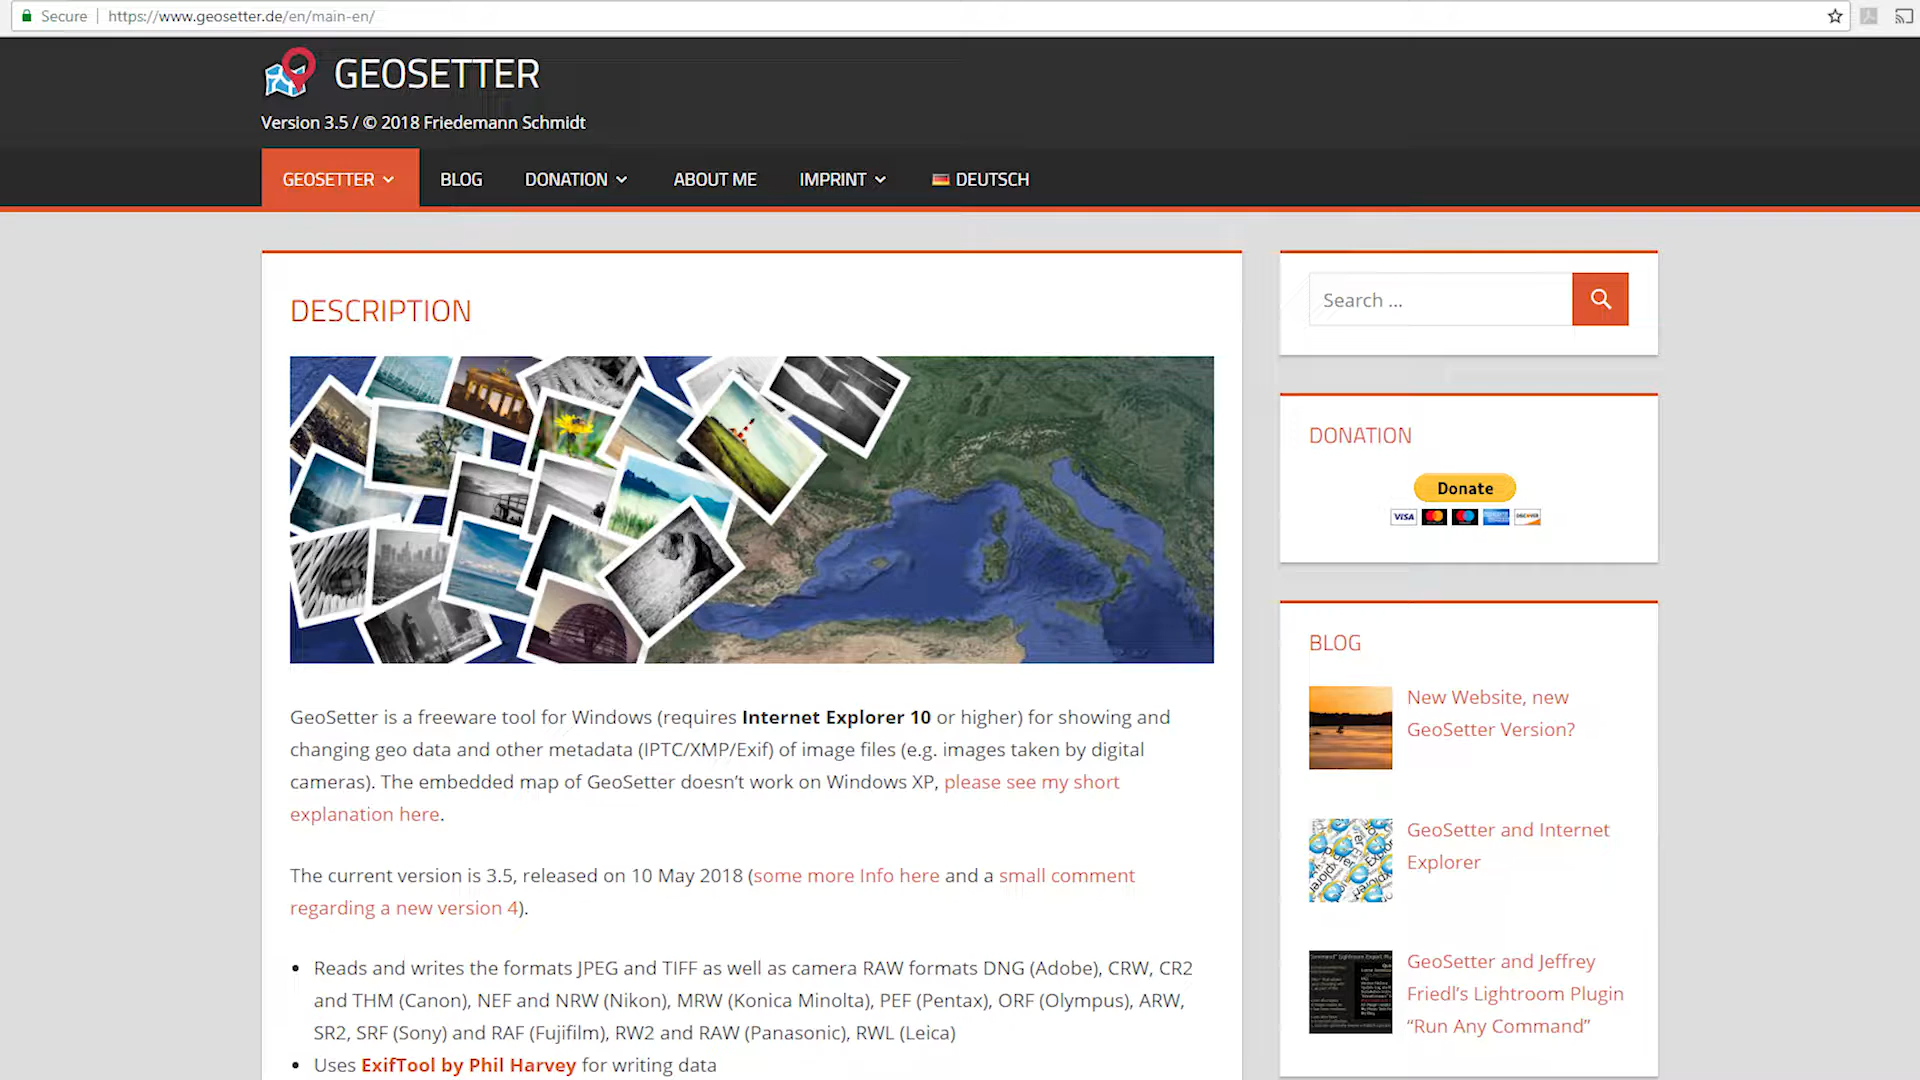 Secure | https://www.geosetter.de/en/main-en/
GEOSETTER
Version 3.5 / © 2018 Friedemann Schmidt
GEOSETTER BLOG DONATION ABOUT ME IMPRINT DEUTSCH
DESCRIPTION
GeoSetter is a freeware tool for Windows (requires Internet Explorer 10 or higher) for showing and
changing geo data and other metadata (IPTC/XMP/Exif) of image files (e.g. images taken by digital
cameras). The embedded map of GeoSetter doesn’t work on Windows XP, please see my short
explanation here.
The current version is 3.5, released on 10 May 2018 (some more Info here and a small comment
regarding a new version 4).
• Reads and writes the formats JPEG and TIFF as well as camera RAW formats DNG (Adobe), CRW, CR2
and THM (Canon), NEF and NRW (Nikon), MRW (Konica Minolta), PEF (Pentax), ORF (Olympus), ARW,
SR2, SRF (Sony) and RAF (Fujifilm), RW2 and RAW (Panasonic), RWL (Leica)
• Uses ExifTool by Phil Harvey for writing data
Search ...
DONATION
Donate
VISA DISCOVER
BLOG
New Website, new
GeoSetter Version?
GeoSetter and Internet
Explorer
GeoSetter and Jeffrey
Friedl’s Lightroom Plugin
“Run Any Command”